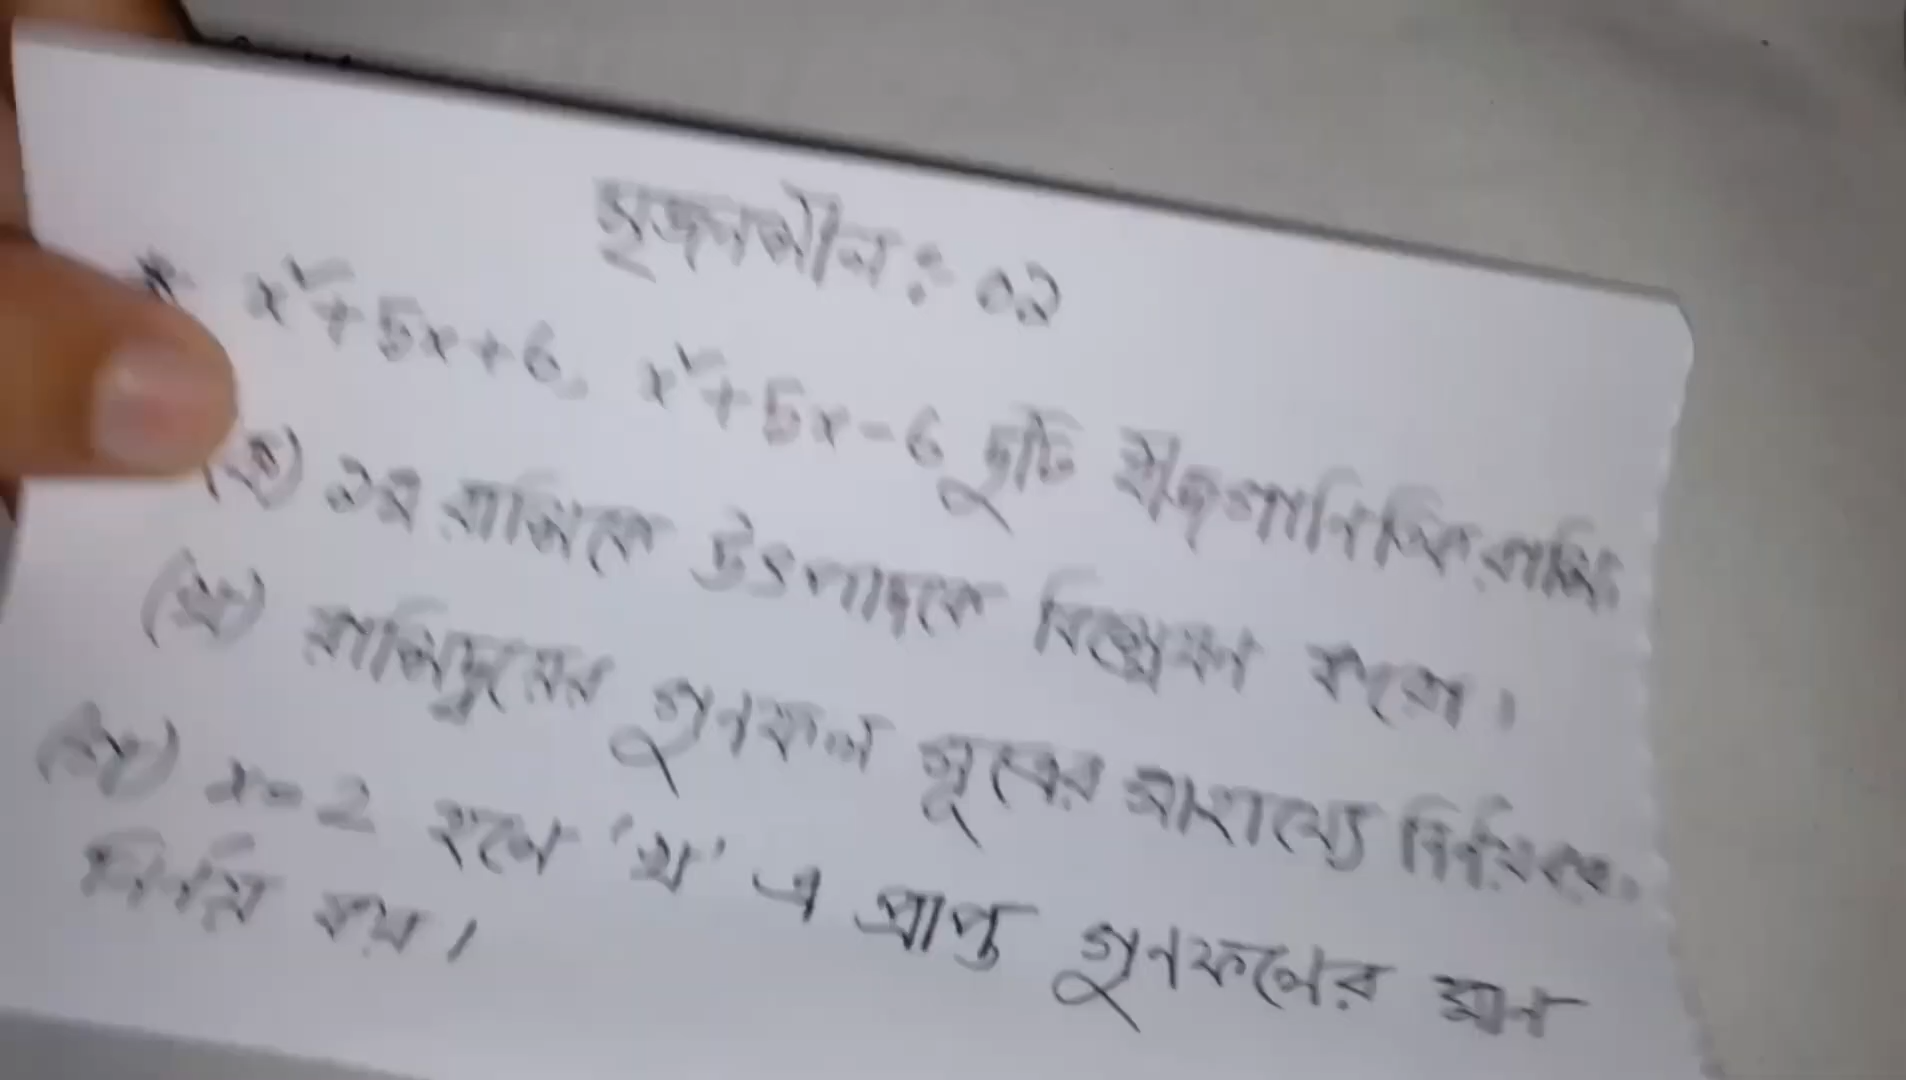 সৃজনশীল ঃ ০২
* x²+5x+6, x²+5x-6 দুটি বীজগানিতিক রাশি।
(ক) ১ম রাশিকে উৎপাদকে বিশ্লেষণ করো।
(খ) রাশিদ্বয়ের গুণফল সূত্রের সাহায্যে নির্ণয় কর।
(গ) x=2 হলে 'খ' এ প্রাপ্ত গুণফলের মান
নির্ণয় কর।